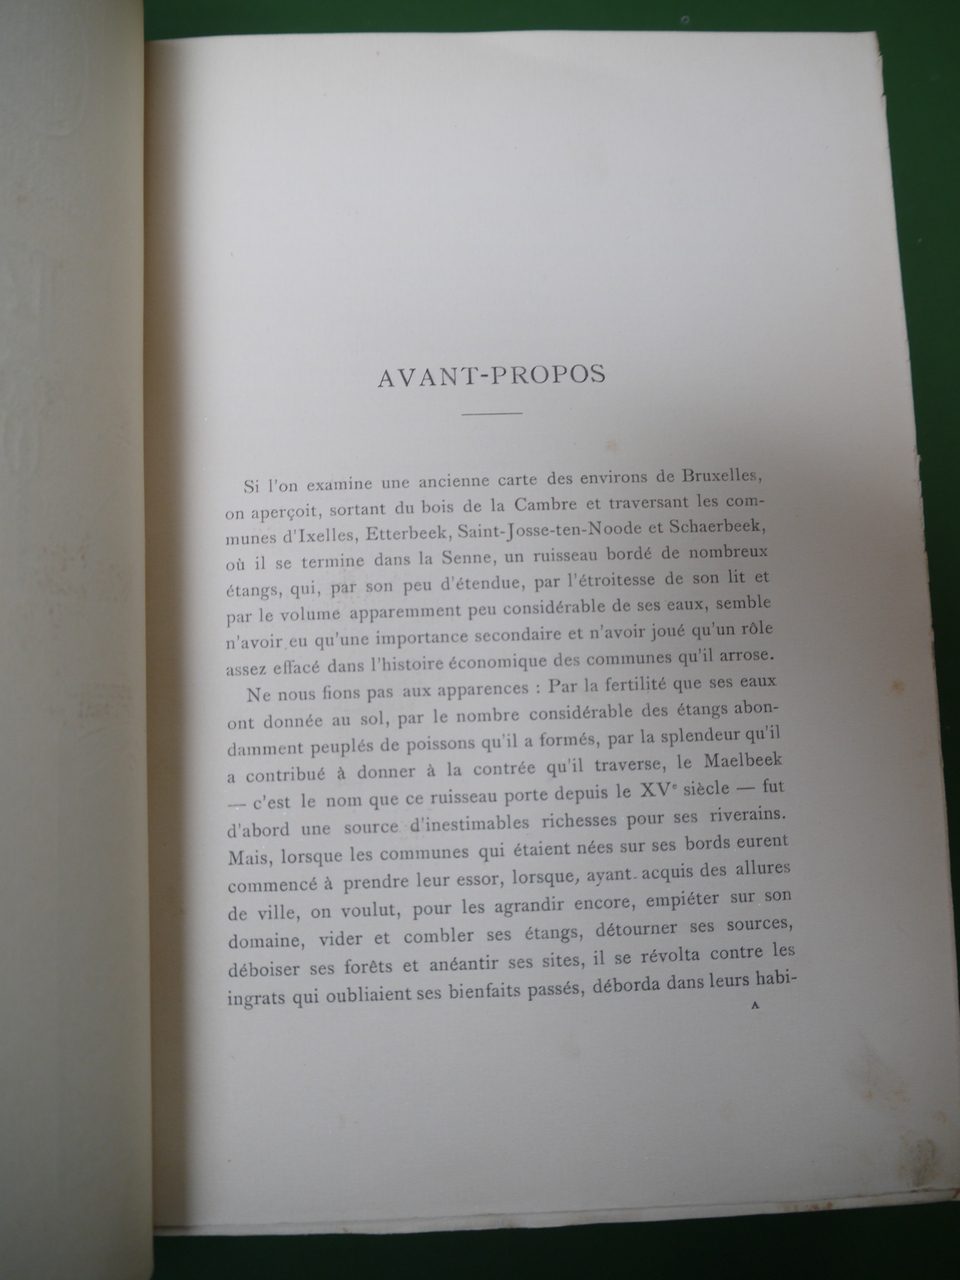 AVANT-PROPOS
Si l'on examine une ancienne carte des environs de Bruxelles,
on aperçoit, sortant du bois de la Cambre et traversant les com-
munes d'Ixelles, Etterbeek, Saint-Josse-ten-Noode et Schaerbeek,
où il se termine dans la Senne, un ruisseau bordé de nombreux
étangs, qui, par son peu d'étendue, par l'étroitesse de son lit et
par le volume apparemment peu considérable de ses eaux, semble
n'avoir eu qu'une importance secondaire et n'avoir joué qu'un rôle
assez effacé dans l'histoire économique des communes qu'il arrose.
Ne nous fions pas aux apparences : Par la fertilité que ses eaux
ont donnée au sol, par le nombre considérable des étangs abon-
damment peuplés de poissons qu'il a formés, par la splendeur qu'il
a contribué à donner à la contrée qu'il traverse, le Maelbeek
— c'est le nom que ce ruisseau porte depuis le XVe siècle — fut
d'abord une source d'inestimables richesses pour ses riverains.
Mais, lorsque les communes qui étaient nées sur ses bords eurent
commencé à prendre leur essor, lorsque, ayant acquis des allures
de ville, on voulut, pour les agrandir encore, empiéter sur son
domaine, vider et combler ses étangs, détourner ses sources,
déboiser ses forêts et anéantir ses sites, il se révolta contre les
ingrats qui oubliaient ses bienfaits passés, déborda dans leurs habi-
A